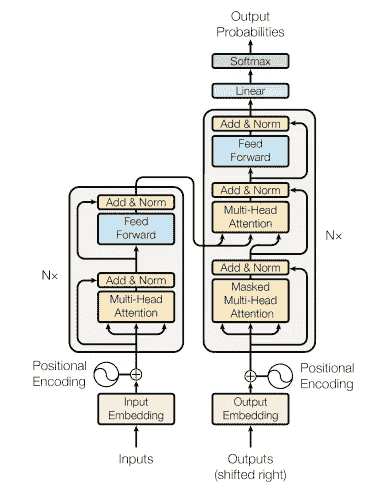 Output
Probabilities
Softmax
Linear
Add & Norm
Feed
Forward
Add & Norm
Multi-Head
Attention
Add & Norm
Masked
Multi-Head
Attention
N×
Positional
Encoding
Output
Embedding
Outputs
(shifted right)
Add & Norm
Feed
Forward
Add & Norm
Multi-Head
Attention
N×
Positional
Encoding
Input
Embedding
Inputs